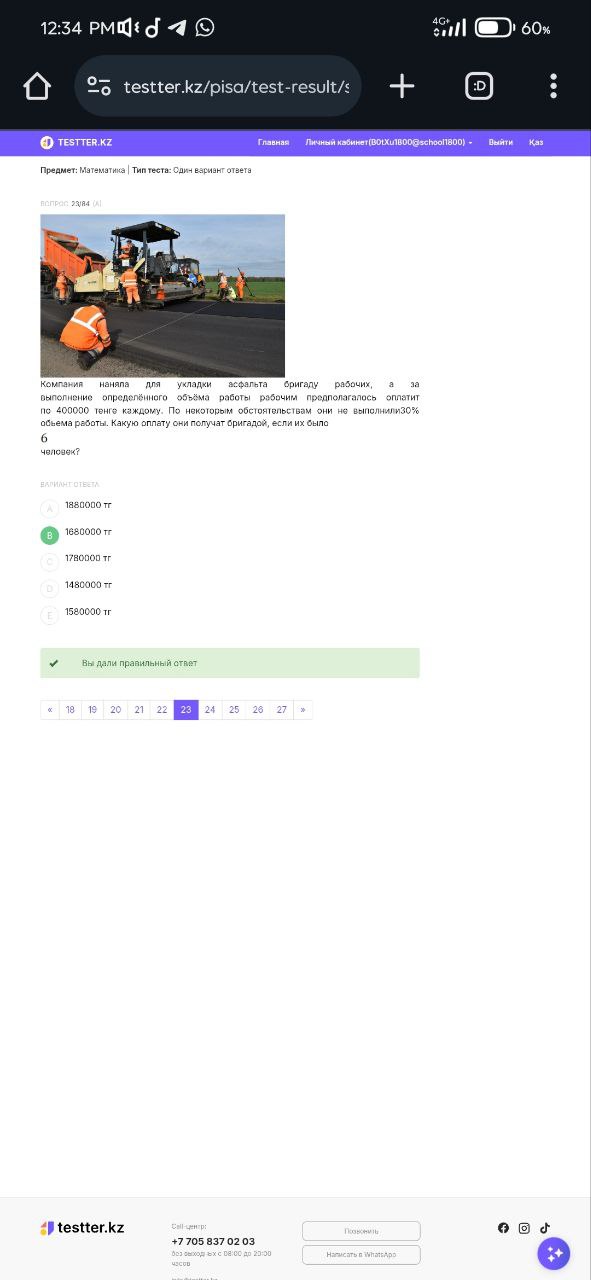 12:34 PM
4G+
60%
testter.kz/pisa/test-result/s
:D
TESTTER.KZ
Главная
Личный кабинет(B0tXu1800@school1800)
Выйти
Қаз
Предмет: Математика | Тип теста: Один вариант ответа
ВОПРОС 23/84 (A).
Компания наняла для укладки асфальта бригаду рабочих, а за
выполнение определённого объёма работы рабочим предполагалось оплатит
по 400000 тенге каждому. По некоторым обстоятельствам они не выполнили30%
обьема работы. Какую оплату они получат бригадой, если их было
6
человек?
ВАРИАНТ ОТВЕТА
A 1880000 тг
B 1680000 тг
C 1780000 тг
D 1480000 тг
E 1580000 тг
Вы дали правильный ответ
« 18 19 20 21 22 23 24 25 26 27 »
testter.kz
Call-центр:
+7 705 837 02 03
без выходных с 08:00 до 20:00
часов
Позвонить
Написать в WhatsApp